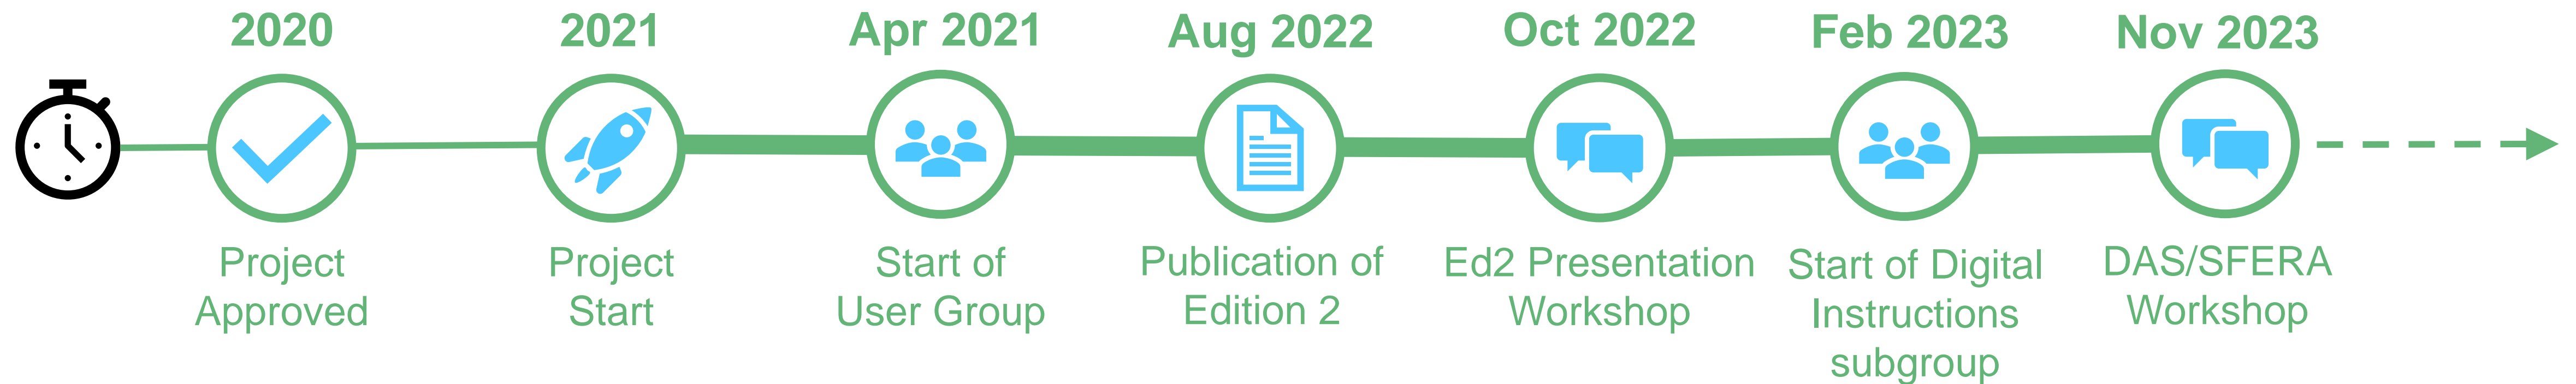 2020
Project
Approved
2021
Project
Start
Apr 2021
Start of
User Group
Aug 2022
Publication of
Edition 2
Oct 2022
Ed2 Presentation
Workshop
Feb 2023
Start of Digital
Instructions
subgroup
Nov 2023
DAS/SFERA
Workshop